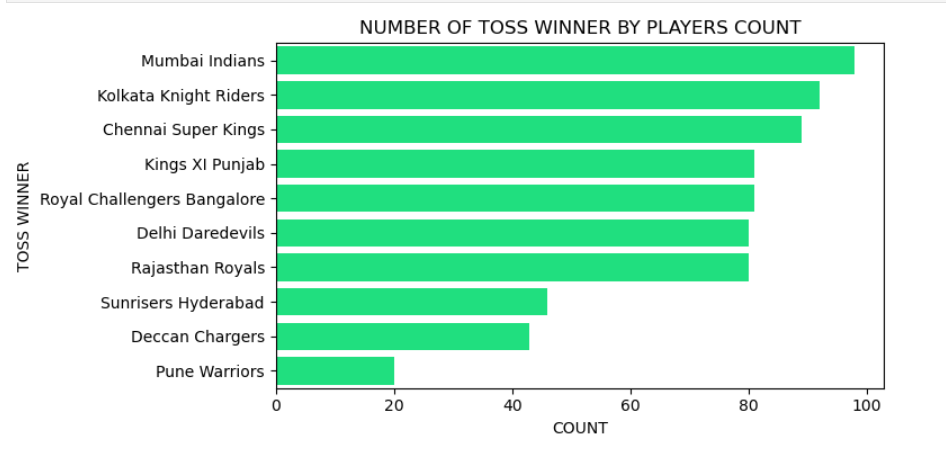 NUMBER OF TOSS WINNER BY PLAYERS COUNT
TOSS WINNER
Mumbai Indians
Kolkata Knight Riders
Chennai Super Kings
Kings XI Punjab
Royal Challengers Bangalore
Delhi Daredevils
Rajasthan Royals
Sunrisers Hyderabad
Deccan Chargers
Pune Warriors
0 20 40 60 80 100
COUNT